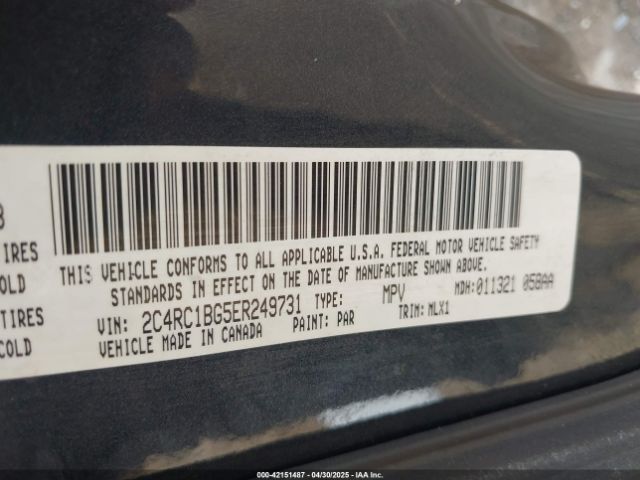 3
TIRES
COLD
TIRES
COLD
THIS VEHICLE CONFORMS TO ALL APPLICABLE U.S.A. FEDERAL MOTOR VEHICLE SAFETY
STANDARDS IN EFFECT ON THE DATE OF MANUFACTURE SHOWN ABOVE.
VIN: 2C4RC1BG5ER249731 TYPE: MPV MDH:011321 058AA
VEHICLE MADE IN CANADA PAINT: PAR TRIM: MLX1
000-42151487 - 04/30/2025 - IAA Inc.